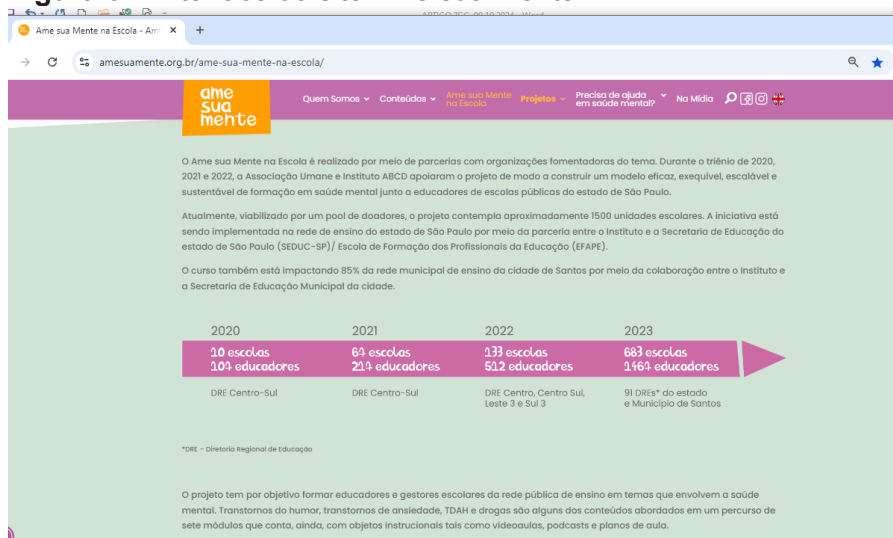 Ame sua Mente na Escola - Am
amesuamente.org.br/ame-sua-mente-na-escola/
ame
sua
mente
Quem Somos
Conteúdos
Ame sua Mente
na Escola
Projetos
Precisa de ajuda
em saúde mental?
Na Mídia
O Ame sua Mente na Escola é realizado por meio de parcerias com organizações fomentadoras do tema. Durante o triênio de 2020,
2021 e 2022, a Associação Umane e Instituto ABCD apoiaram o projeto de modo a construir um modelo eficaz, exequível, escalável e
sustentável de formação em saúde mental junto a educadores de escolas públicas do estado de São Paulo.
Atualmente, viabilizado por um pool de doadores, o projeto contempla aproximadamente 1500 unidades escolares. A iniciativa está
sendo implementada na rede de ensino do estado de São Paulo por meio da parceria entre o Instituto e a Secretaria de Educação do
estado de São Paulo (SEDUC-SP)/ Escola de Formação dos Profissionais da Educação (EFAPE).
O curso também está impactando 85% da rede municipal de ensino da cidade de Santos por meio da colaboração entre o Instituto e
a Secretaria de Educação Municipal da cidade.
2020 2021 2022 2023
133 escolas 683 escolas
512 educadores
DRE Centro-Sul
DRE Centro-Sul
DRE Centro, Centro Sul,
Leste 3 e Sul 3
91 DREs* do estado
e Município de Santos
*DRE - Diretoria Regional de Educação
O projeto tem por objetivo formar educadores e gestores escolares da rede pública de ensino em temas que envolvem a saúde
mental. Transtornos do humor, transtornos de ansiedade, TDAH e drogas são alguns dos conteúdos abordados em um percurso de
sete módulos que conta, ainda, com objetos instrucionais tais como videoaulas, podcasts e planos de aula.